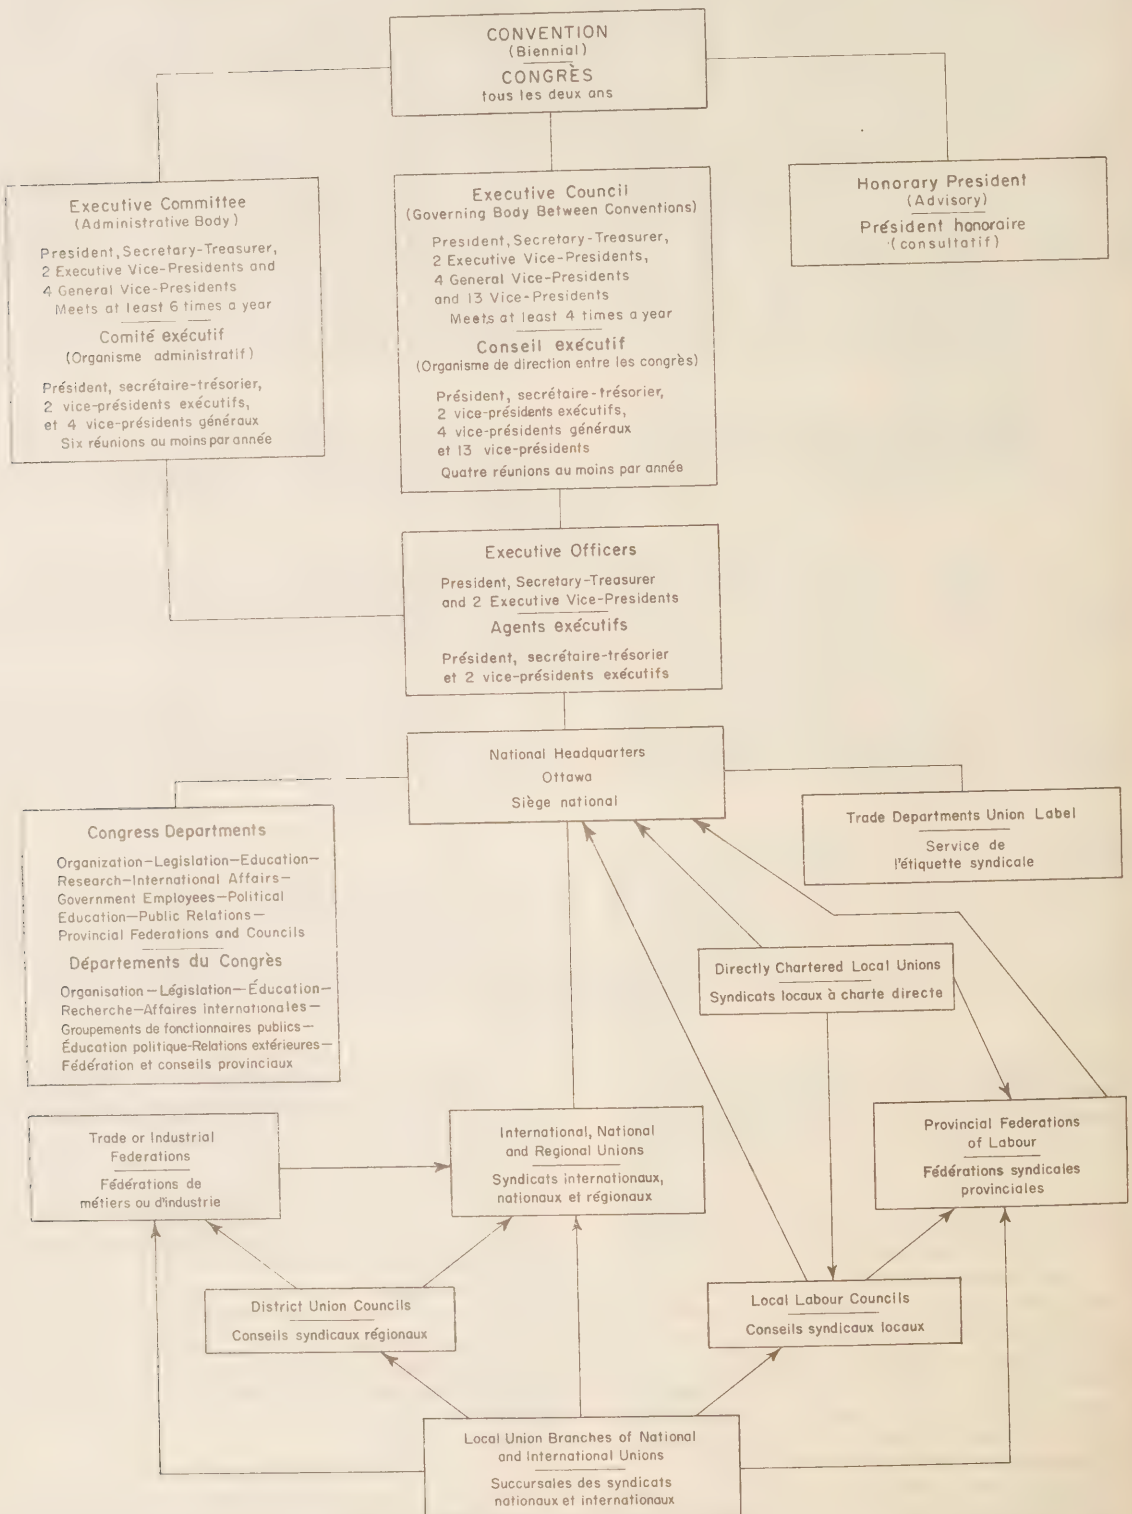 CONVENTION
(Biennial)
CONGRÈS
tous les deux ans
Executive Committee
(Administrative Body)
President, Secretary-Treasurer,
2 Executive Vice-Presidents and
4 General Vice-Presidents
Meets at least 6 times a year
Comité exécutif
(Organisme administratif)
Président, secrétaire-trésorier,
2 vice-présidents exécutifs,
et 4 vice-présidents généraux
Six réunions au moins par année
Executive Council
(Governing Body Between Conventions)
President, Secretary-Treasurer,
2 Executive Vice-Presidents,
4 General Vice-Presidents
and 13 Vice-Presidents
Meets at least 4 times a year
Conseil exécutif
(Organisme de direction entre les congrès)
Président, secrétaire-trésorier,
2 vice-présidents exécutifs,
4 vice-présidents généraux
et 13 vice-présidents
Quatre réunions au moins par année
Honorary President
(Advisory)
Président honoraire
(consultatif)
Executive Officers
President, Secretary-Treasurer
and 2 Executive Vice-Presidents
Agents exécutifs
Président, secrétaire-trésorier
et 2 vice-présidents exécutifs
National Headquarters
Ottawa
Siège national
Congress Departments
Organization—Legislation—Education—
Research—International Affairs—
Government Employees—Political
Education—Public Relations—
Provincial Federations and Councils
Départements du Congrès
Organisation—Législation—Éducation—
Recherche—Affaires internationales—
Groupements de fonctionnaires publics—
Éducation politique-Relations extérieures—
Fédération et conseils provinciaux
Trade Departments Union Label
Service de
l'étiquette syndicale
Directly Chartered Local Unions
Syndicats locaux à charte directe
Trade or Industrial
Federations
Fédérations de
métiers ou d'industrie
International, National
and Regional Unions
Syndicats internationaux,
nationaux et régionaux
Provincial Federations
of Labour
Fédérations syndicales
provinciales
District Union Councils
Conseils syndicaux régionaux
Local Labour Councils
Conseils syndicaux locaux
Local Union Branches of National
and International Unions
Succursales des syndicats
nationaux et internationaux